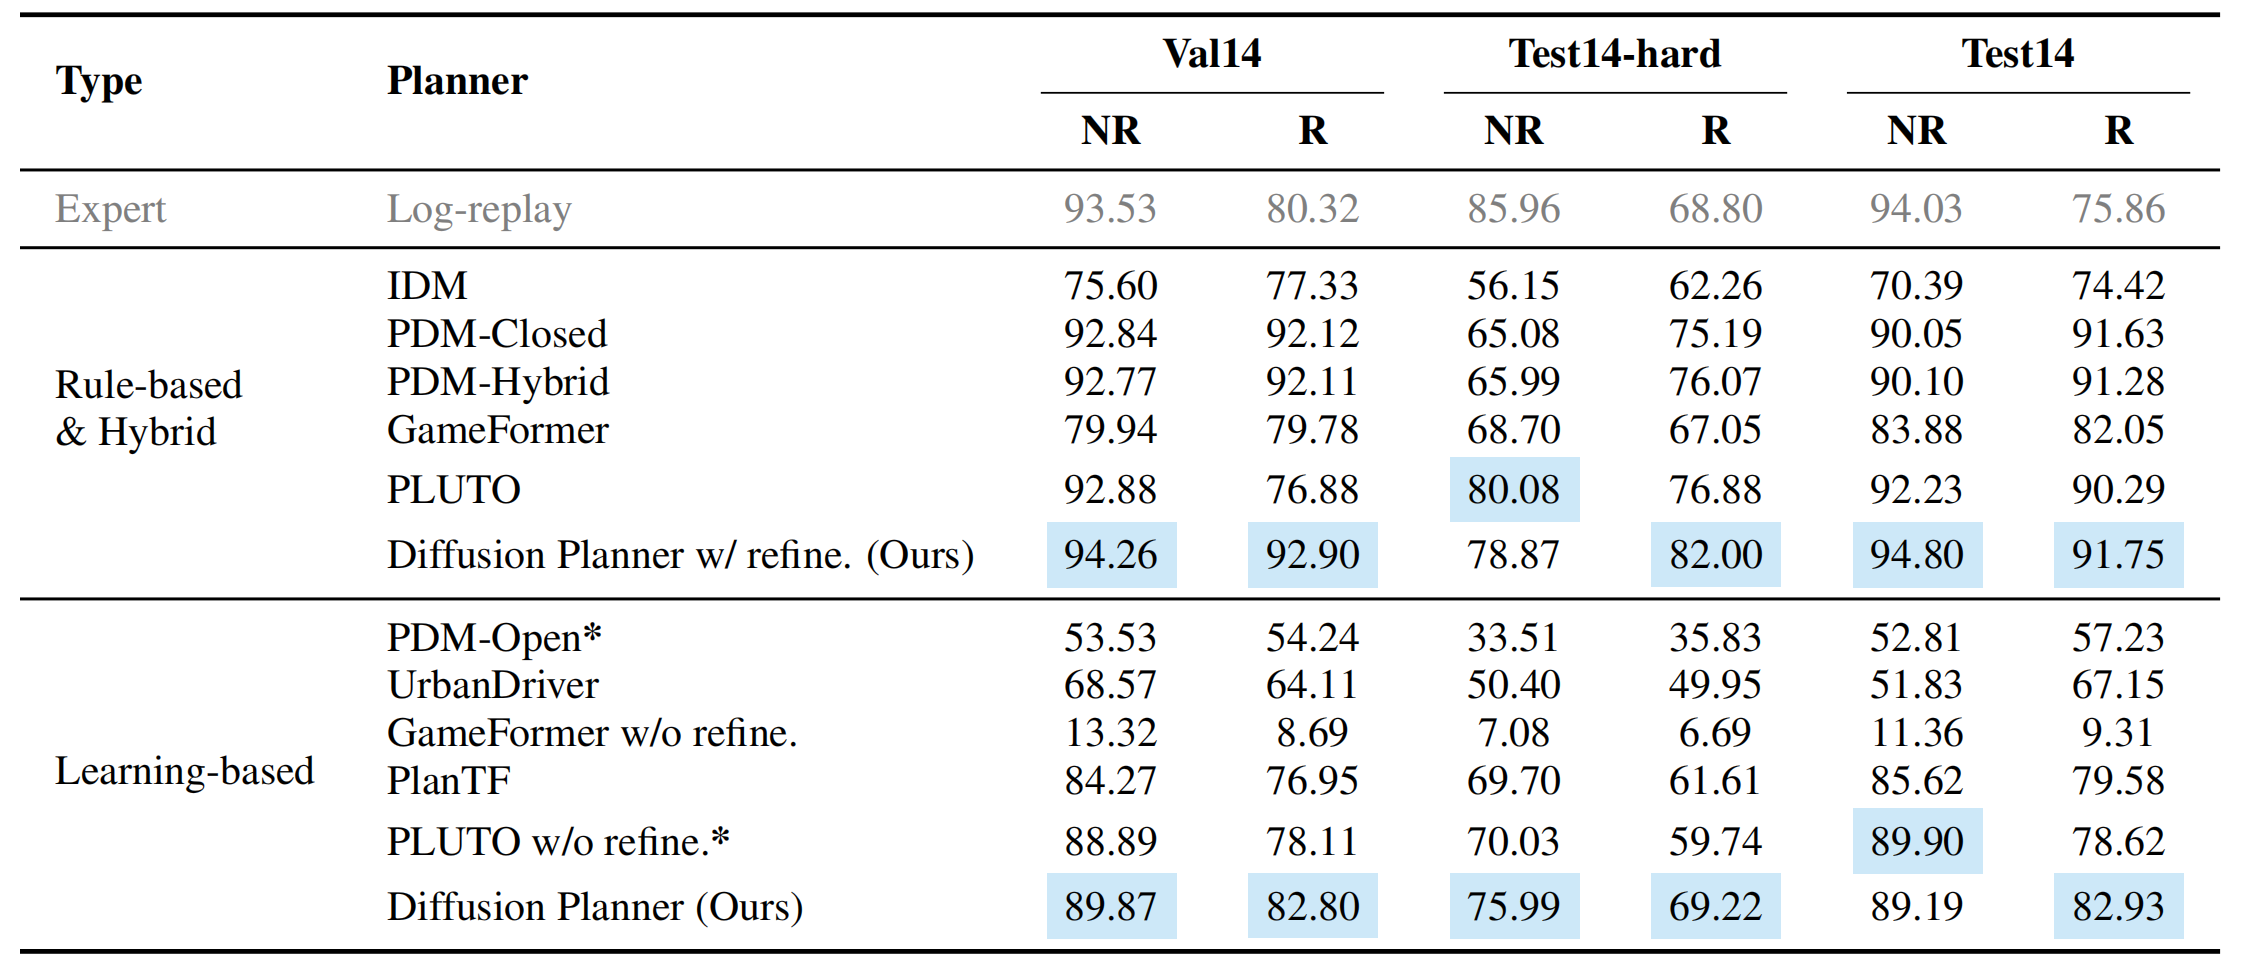 Type Planner Val14 Test14-hard Test14
NR R NR R NR R
Expert Log-replay 93.53 80.32 85.96 68.80 94.03 75.86
Rule-based & Hybrid
IDM 75.60 77.33 56.15 62.26 70.39 74.42
PDM-Closed 92.84 92.12 65.08 75.19 90.05 91.63
PDM-Hybrid 92.77 92.11 65.99 76.07 90.10 91.28
GameFormer 79.94 79.78 68.70 67.05 83.88 82.05
PLUTO 92.88 76.88 80.08 76.88 92.23 90.29
Diffusion Planner w/ refine. (Ours) 94.26 92.90 78.87 82.00 94.80 91.75
Learning-based
PDM-Open* 53.53 54.24 33.51 35.83 52.81 57.23
UrbanDriver 68.57 64.11 50.40 49.95 51.83 67.15
GameFormer w/o refine. 13.32 8.69 7.08 6.69 11.36 9.31
PlanTF 84.27 76.95 69.70 61.61 85.62 79.58
PLUTO w/o refine.* 88.89 78.11 70.03 59.74 89.90 78.62
Diffusion Planner (Ours) 89.87 82.80 75.99 69.22 89.19 82.93